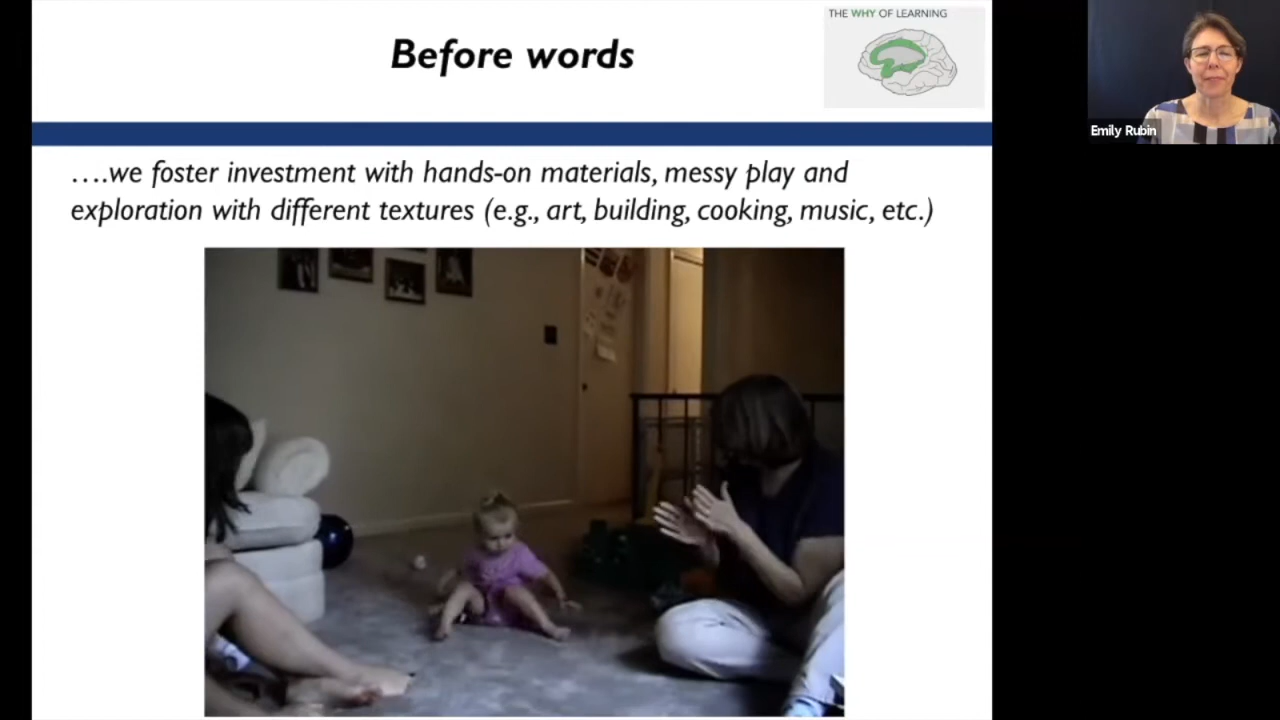 Before words
THE WHY OF LEARNING
….we foster investment with hands-on materials, messy play and
exploration with different textures (e.g., art, building, cooking, music, etc.)
Emily Rubin